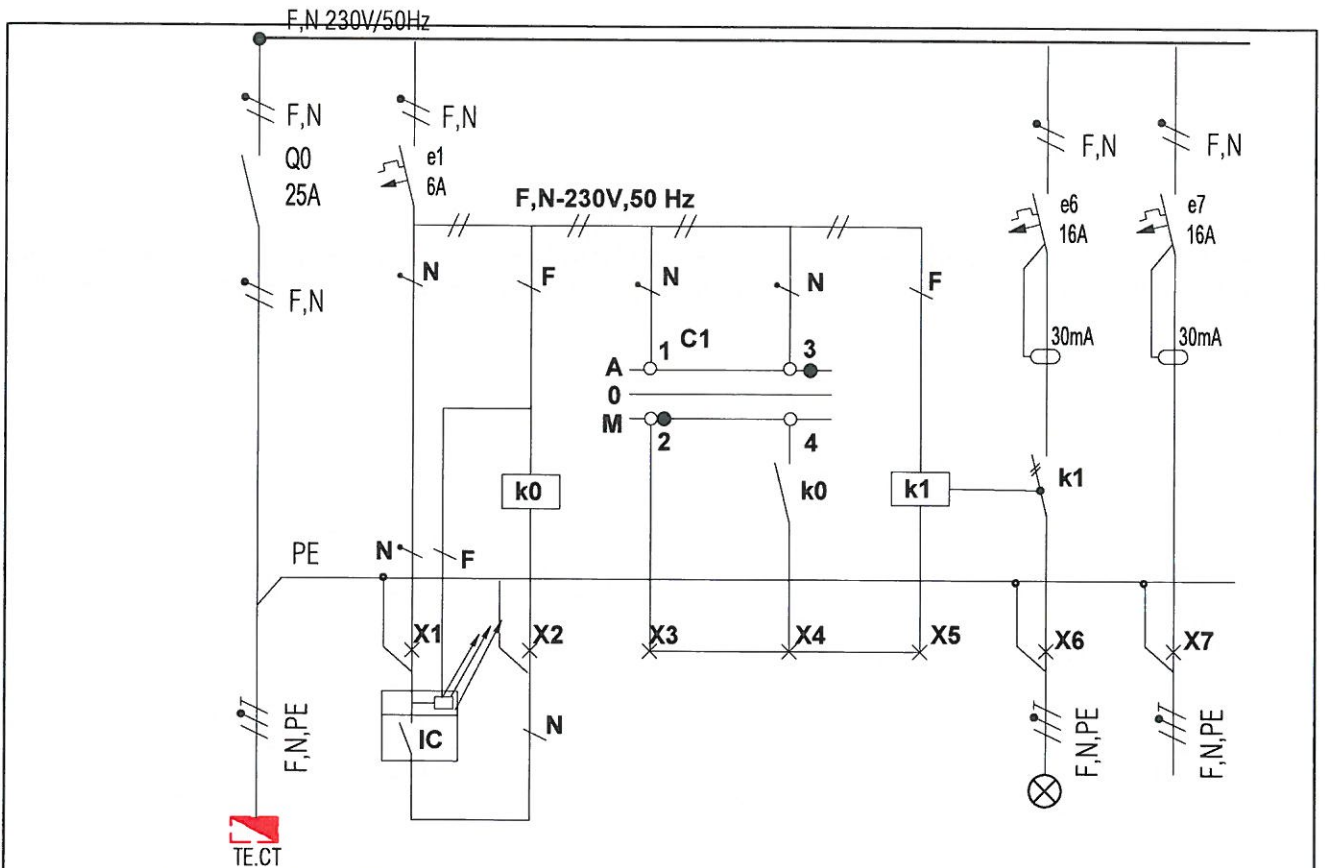 F,N 230V/50Hz
F,N
F,N
F,N
F,N
Q0
25A
e1
6A
F,N-230V,50 Hz
e6
16A
e7
16A
F,N
N
F
N
N
F
C1
1
3
30mA
30mA
A
0
M
2
4
k0
k0
k1
k1
PE
N
F
X1
X2
X3
X4
X5
X6
X7
F,N,PE
IC
N
F,N,PE
F,N,PE
TE.CT